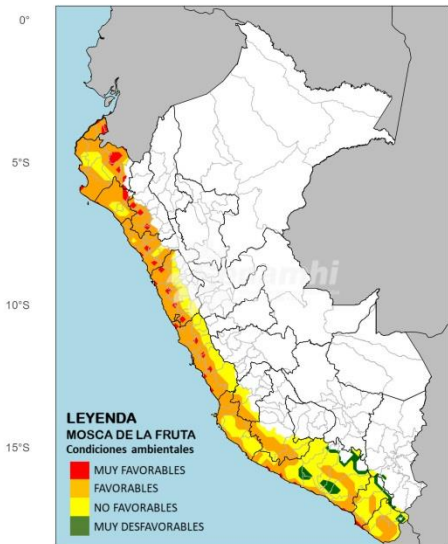 0°
5°S
10°S
15°S
LEYENDA
MOSCA DE LA FRUTA
Condiciones ambientales
MUY FAVORABLES
FAVORABLES
NO FAVORABLES
MUY DESFAVORABLES